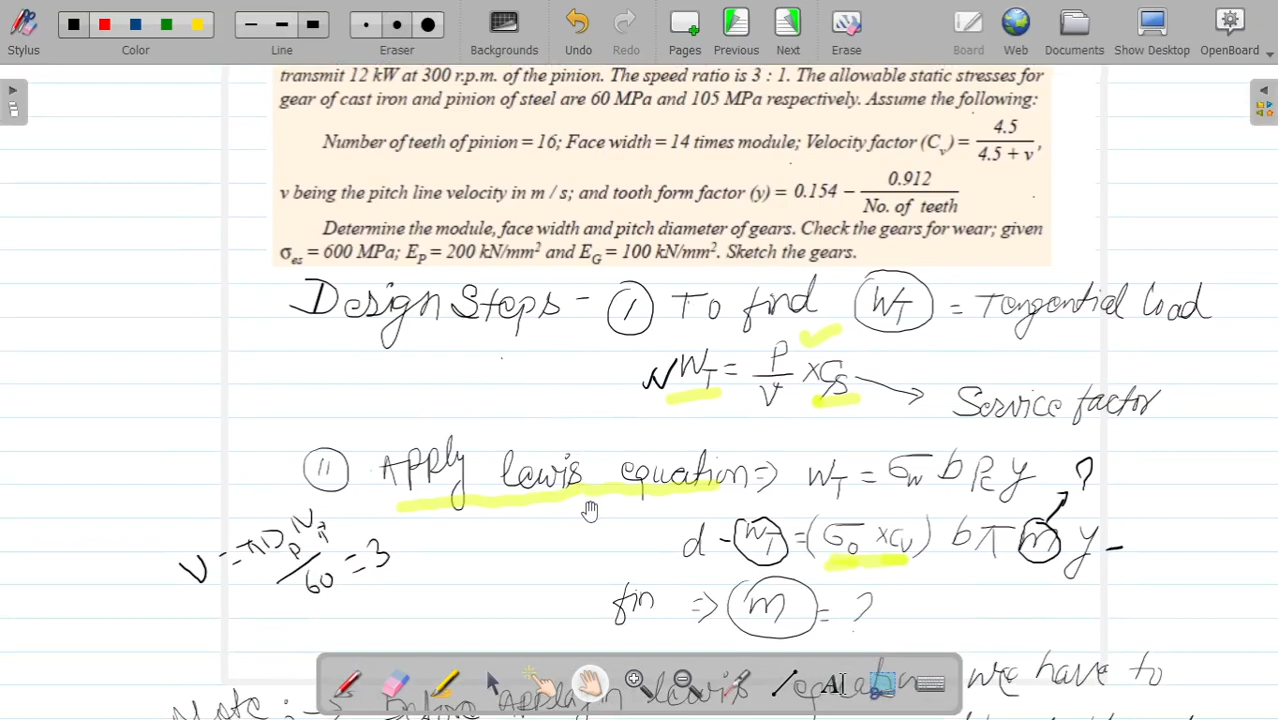 Stylus
Color
Line
Eraser
Backgrounds
Undo
Redo
Pages
Previous
Next
Erase
Board
Web
Documents
Show Desktop
OpenBoard
transmit 12 kW at 300 r.p.m. of the pinion. The speed ratio is 3 : 1. The allowable static stresses for
gear of cast iron and pinion of steel are 60 MPa and 105 MPa respectively. Assume the following:
Number of teeth of pinion = 16; Face width = 14 times module; Velocity factor (Cv) = 4.5 / 4.5 + v ,
v being the pitch line velocity in m / s; and tooth form factor (y) = 0.154 – 0.912 / No. of teeth
Determine the module, face width and pitch diameter of gears. Check the gears for wear; given
σes = 600 MPa; EP = 200 kN/mm² and EG = 100 kN/mm². Sketch the gears.
Design Steps - (1) To find (WT) = Tangential load
WT = P/V × Cs → Service factor
(11) Apply lewis equation ⇒ WT = σw b Pc y ?
d - WT = (σo × Cv) b π m y -
V = πDpNp / 60 = 3
fin ⇒ (m) = ?
equation we have to
Note :→ Before applyin lewis